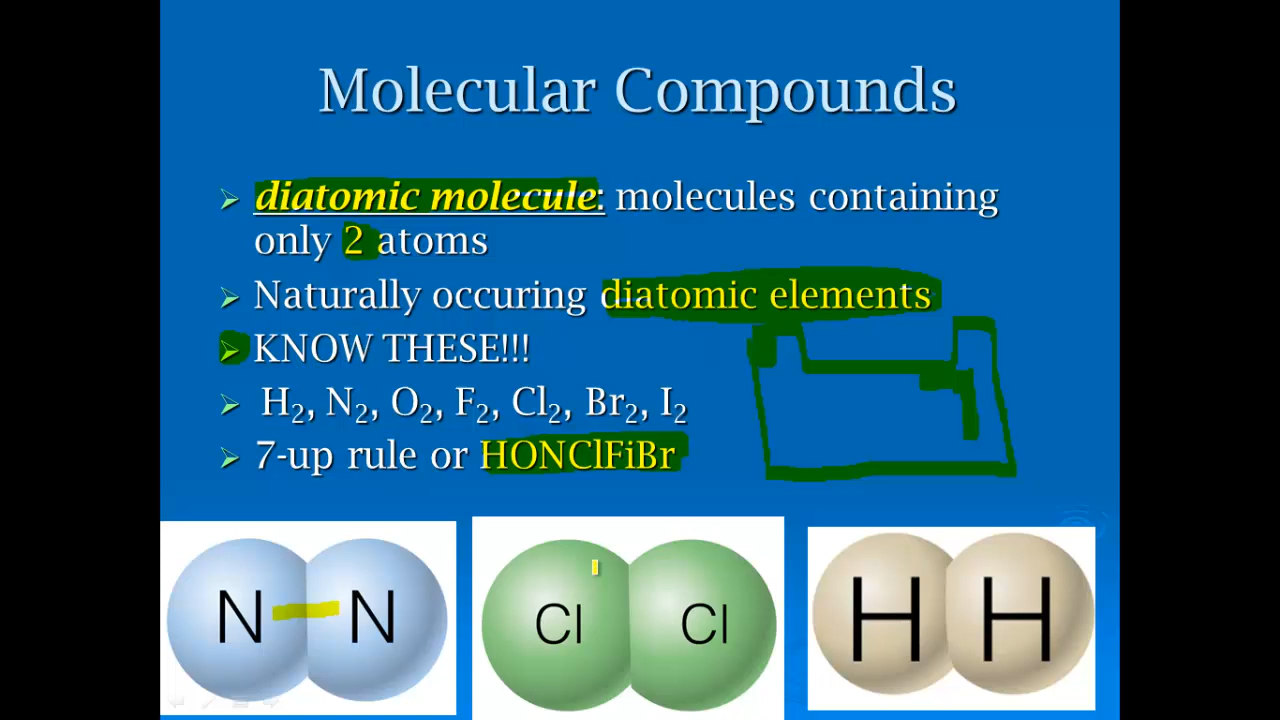 Molecular Compounds
diatomic molecule: molecules containing
only 2 atoms
Naturally occuring diatomic elements
KNOW THESE!!!
H₂, N₂, O₂, F₂, Cl₂, Br₂, I₂
7-up rule or HONClFiBr
N N Cl Cl H H